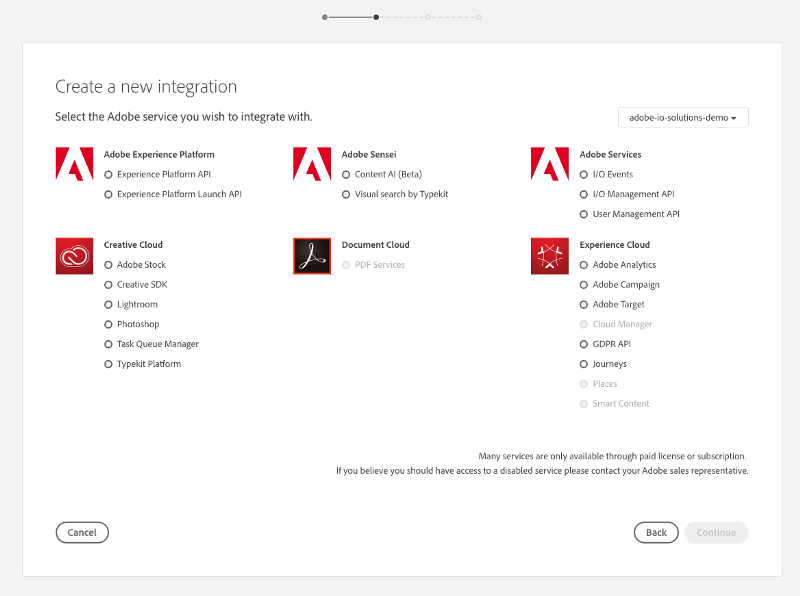 Create a new integration
Select the Adobe service you wish to integrate with.
adobe-io-solutions-demo
Adobe Experience Platform
Experience Platform API
Experience Platform Launch API
Adobe Sensei
Content AI (Beta)
Visual search by Typekit
Adobe Services
I/O Events
I/O Management API
User Management API
Creative Cloud
Adobe Stock
Creative SDK
Lightroom
Photoshop
Task Queue Manager
Typekit Platform
Document Cloud
PDF Services
Experience Cloud
Adobe Analytics
Adobe Campaign
Adobe Target
Cloud Manager
GDPR API
Journeys
Places
Smart Content
Many services are only available through paid license or subscription.
If you believe you should have access to a disabled service please contact your Adobe sales representative.
Cancel
Back
Continue